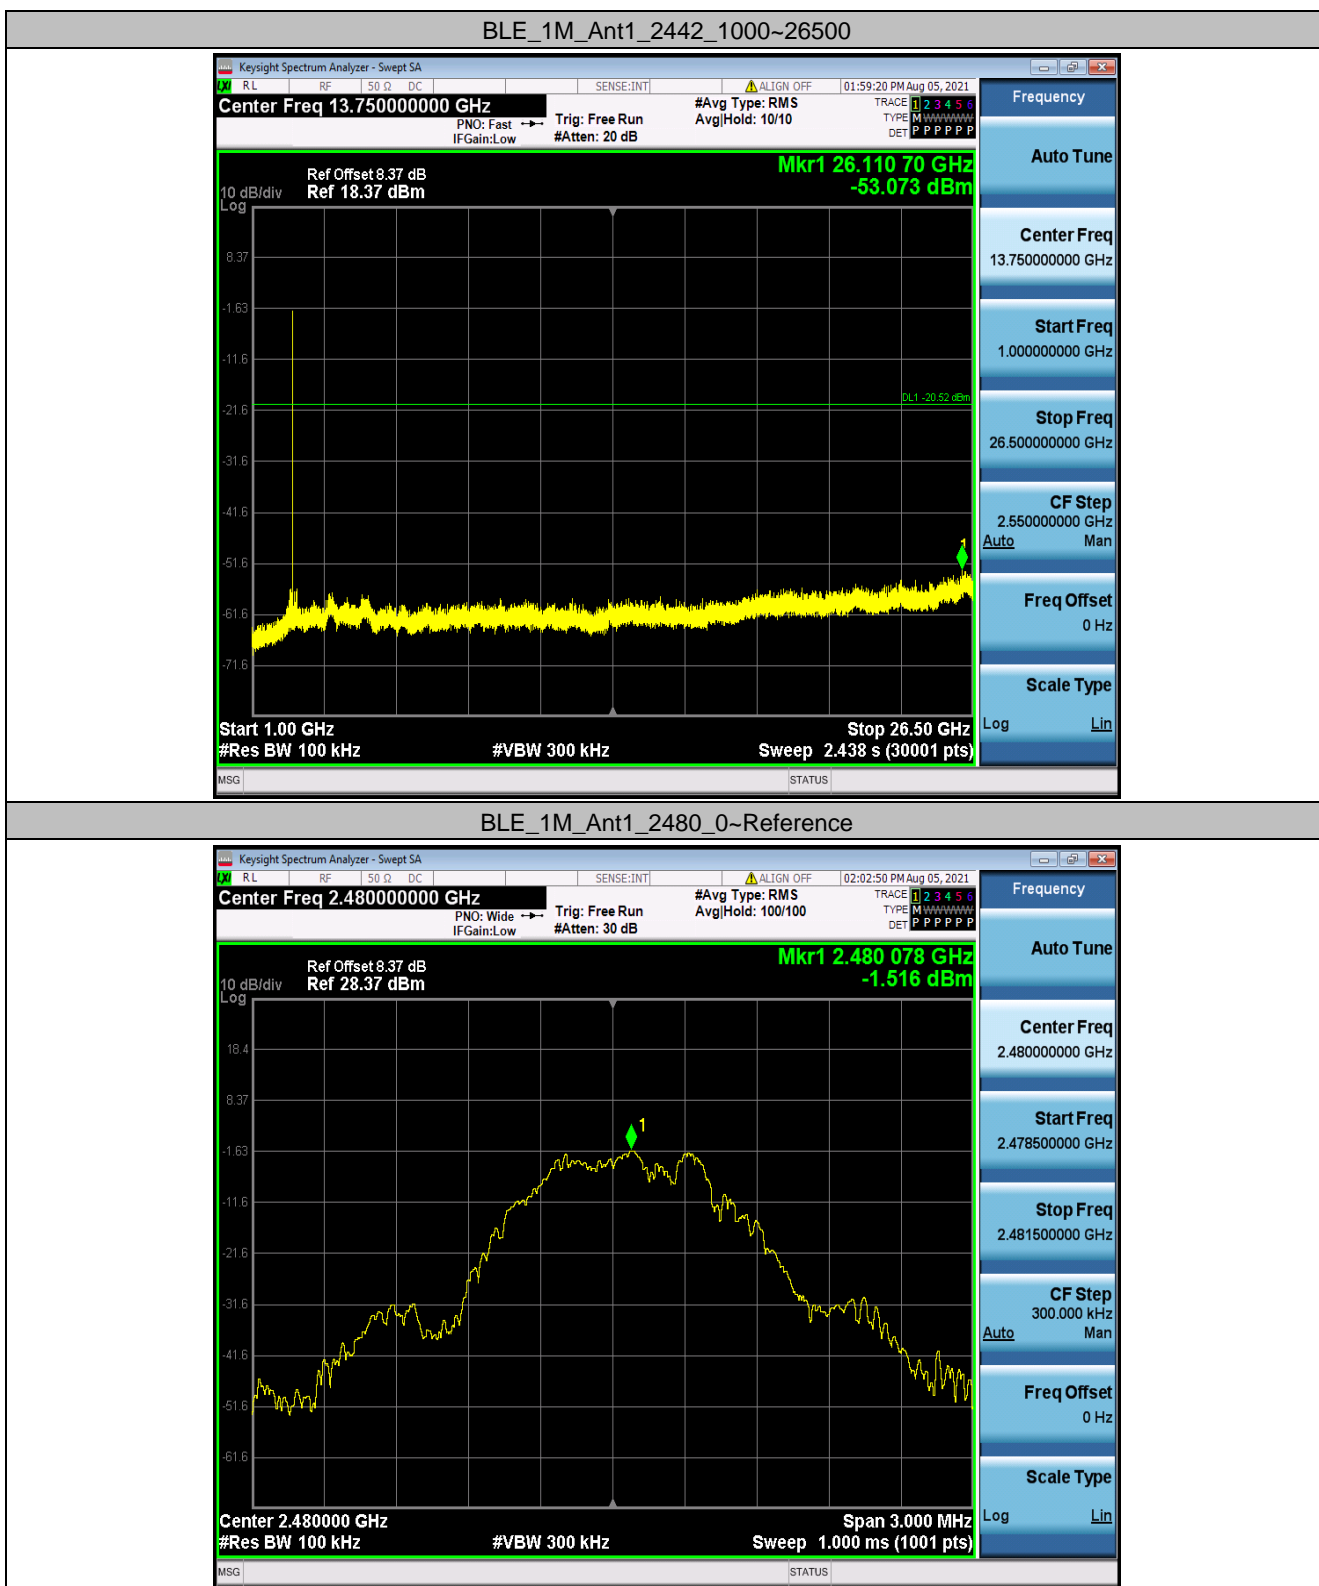 BLE_1M_Ant1_2442_1000~26500
Keysight Spectrum Analyzer - Swept SA
LXI RL RF 50 Ω DC SENSE:INT ALIGN OFF 01:59:20 PM Aug 05, 2021
Center Freq 13.750000000 GHz
PNO: Fast
IFGain:Low
Trig: Free Run
#Atten: 20 dB
#Avg Type: RMS
Avg|Hold: 10/10
TRACE 1 2 3 4 5 6
TYPE M WWWWW
DET P P P P P P
Mkr1 26.110 70 GHz
-53.073 dBm
Ref Offset 8.37 dB
10 dB/div Ref 18.37 dBm
Log
8.37
-1.63
-11.6
DL1 -20.52 dBm
-21.6
-31.6
-41.6
1
-51.6
-61.6
-71.6
Start 1.00 GHz Stop 26.50 GHz
#Res BW 100 kHz #VBW 300 kHz Sweep 2.438 s (30001 pts)
MSG STATUS
Frequency
Auto Tune
Center Freq
13.750000000 GHz
Start Freq
1.000000000 GHz
Stop Freq
26.500000000 GHz
CF Step
2.550000000 GHz
Auto Man
Freq Offset
0 Hz
Scale Type
Log Lin
BLE_1M_Ant1_2480_0~Reference
Keysight Spectrum Analyzer - Swept SA
LXI RL RF 50 Ω DC SENSE:INT ALIGN OFF 02:02:50 PM Aug 05, 2021
Center Freq 2.480000000 GHz
PNO: Wide
IFGain:Low
Trig: Free Run
#Atten: 30 dB
#Avg Type: RMS
Avg|Hold: 100/100
TRACE 1 2 3 4 5 6
TYPE M WWWWW
DET P P P P P P
Mkr1 2.480 078 GHz
-1.516 dBm
Ref Offset 8.37 dB
10 dB/div Ref 28.37 dBm
Log
18.4
8.37
1
-1.63
-11.6
-21.6
-31.6
-41.6
-51.6
-61.6
Center 2.480000 GHz Span 3.000 MHz
#Res BW 100 kHz #VBW 300 kHz Sweep 1.000 ms (1001 pts)
MSG STATUS
Frequency
Auto Tune
Center Freq
2.480000000 GHz
Start Freq
2.478500000 GHz
Stop Freq
2.481500000 GHz
CF Step
300.000 kHz
Auto Man
Freq Offset
0 Hz
Scale Type
Log Lin